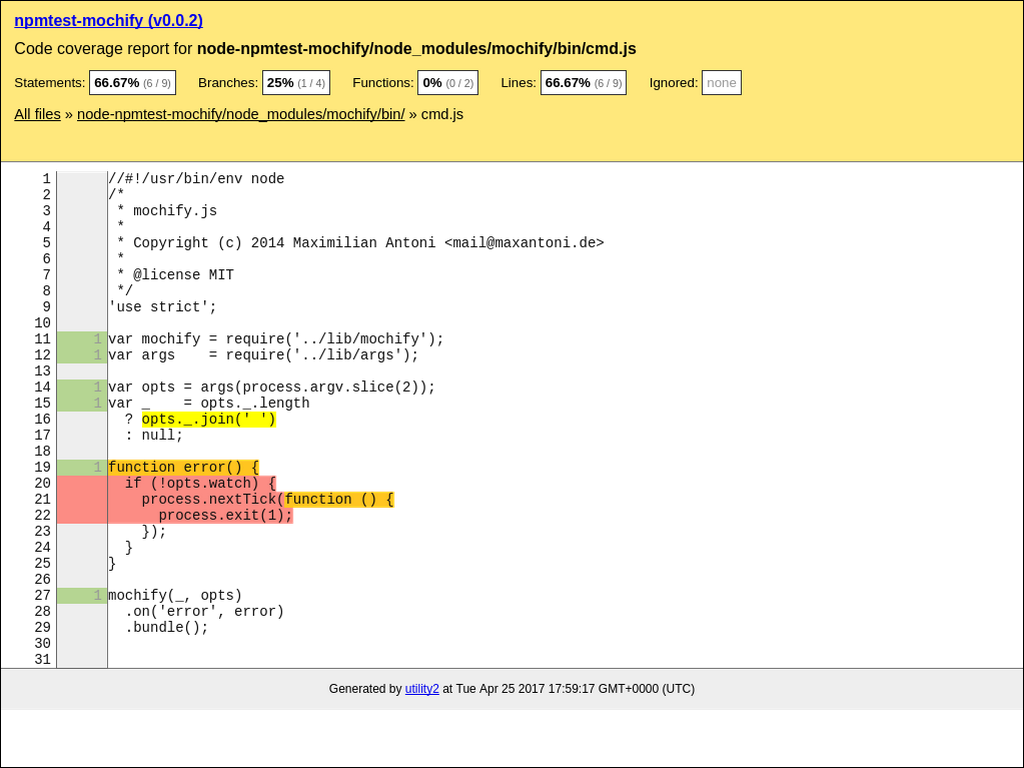 npmtest-mochify (v0.0.2)
Code coverage report for node-npmtest-mochify/node_modules/mochify/bin/cmd.js
Statements: 66.67% (6 / 9) Branches: 25% (1 / 4) Functions: 0% (0 / 2) Lines: 66.67% (6 / 9) Ignored: none
All files » node-npmtest-mochify/node_modules/mochify/bin/ » cmd.js
1 //#!/usr/bin/env node
2 /*
3  * mochify.js
4  *
5  * Copyright (c) 2014 Maximilian Antoni <mail@maxantoni.de>
6  *
7  * @license MIT
8  */
9 'use strict';
10
11 1 var mochify = require('../lib/mochify');
12 1 var args    = require('../lib/args');
13
14 1 var opts = args(process.argv.slice(2));
15 1 var _    = opts._.length
16   ? opts._.join(' ')
17   : null;
18
19 1 function error() {
20   if (!opts.watch) {
21     process.nextTick(function () {
22       process.exit(1);
23     });
24   }
25 }
26
27 1 mochify(_, opts)
28   .on('error', error)
29   .bundle();
30
31
Generated by utility2 at Tue Apr 25 2017 17:59:17 GMT+0000 (UTC)